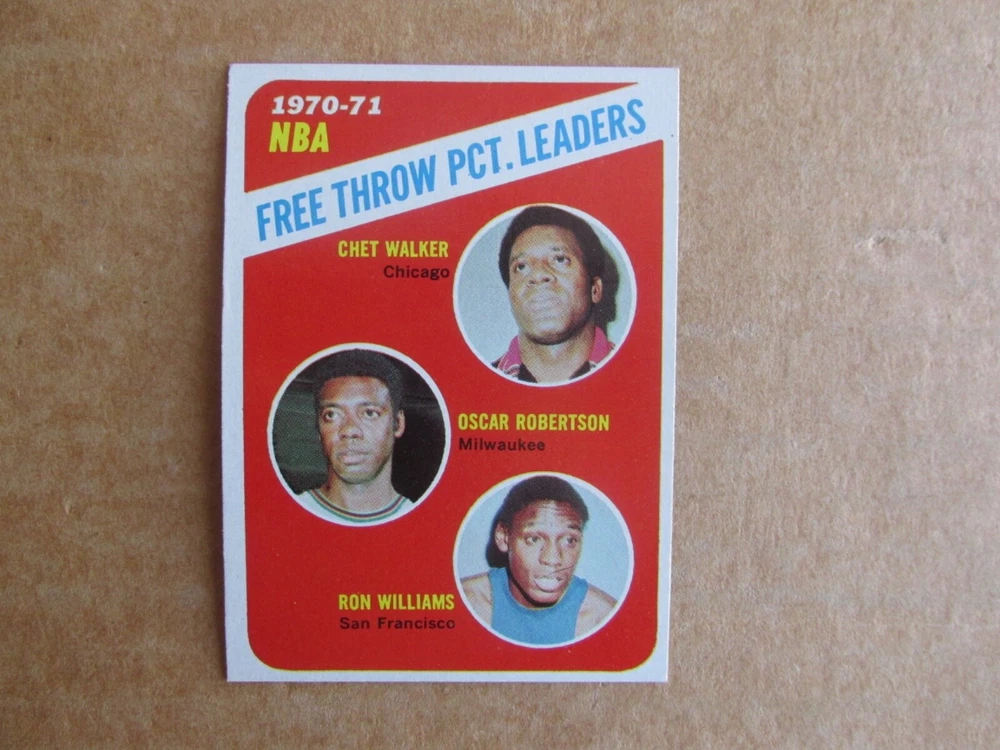 1970-71
NBA
FREE THROW PCT. LEADERS
CHET WALKER
Chicago
OSCAR ROBERTSON
Milwaukee
RON WILLIAMS
San Francisco